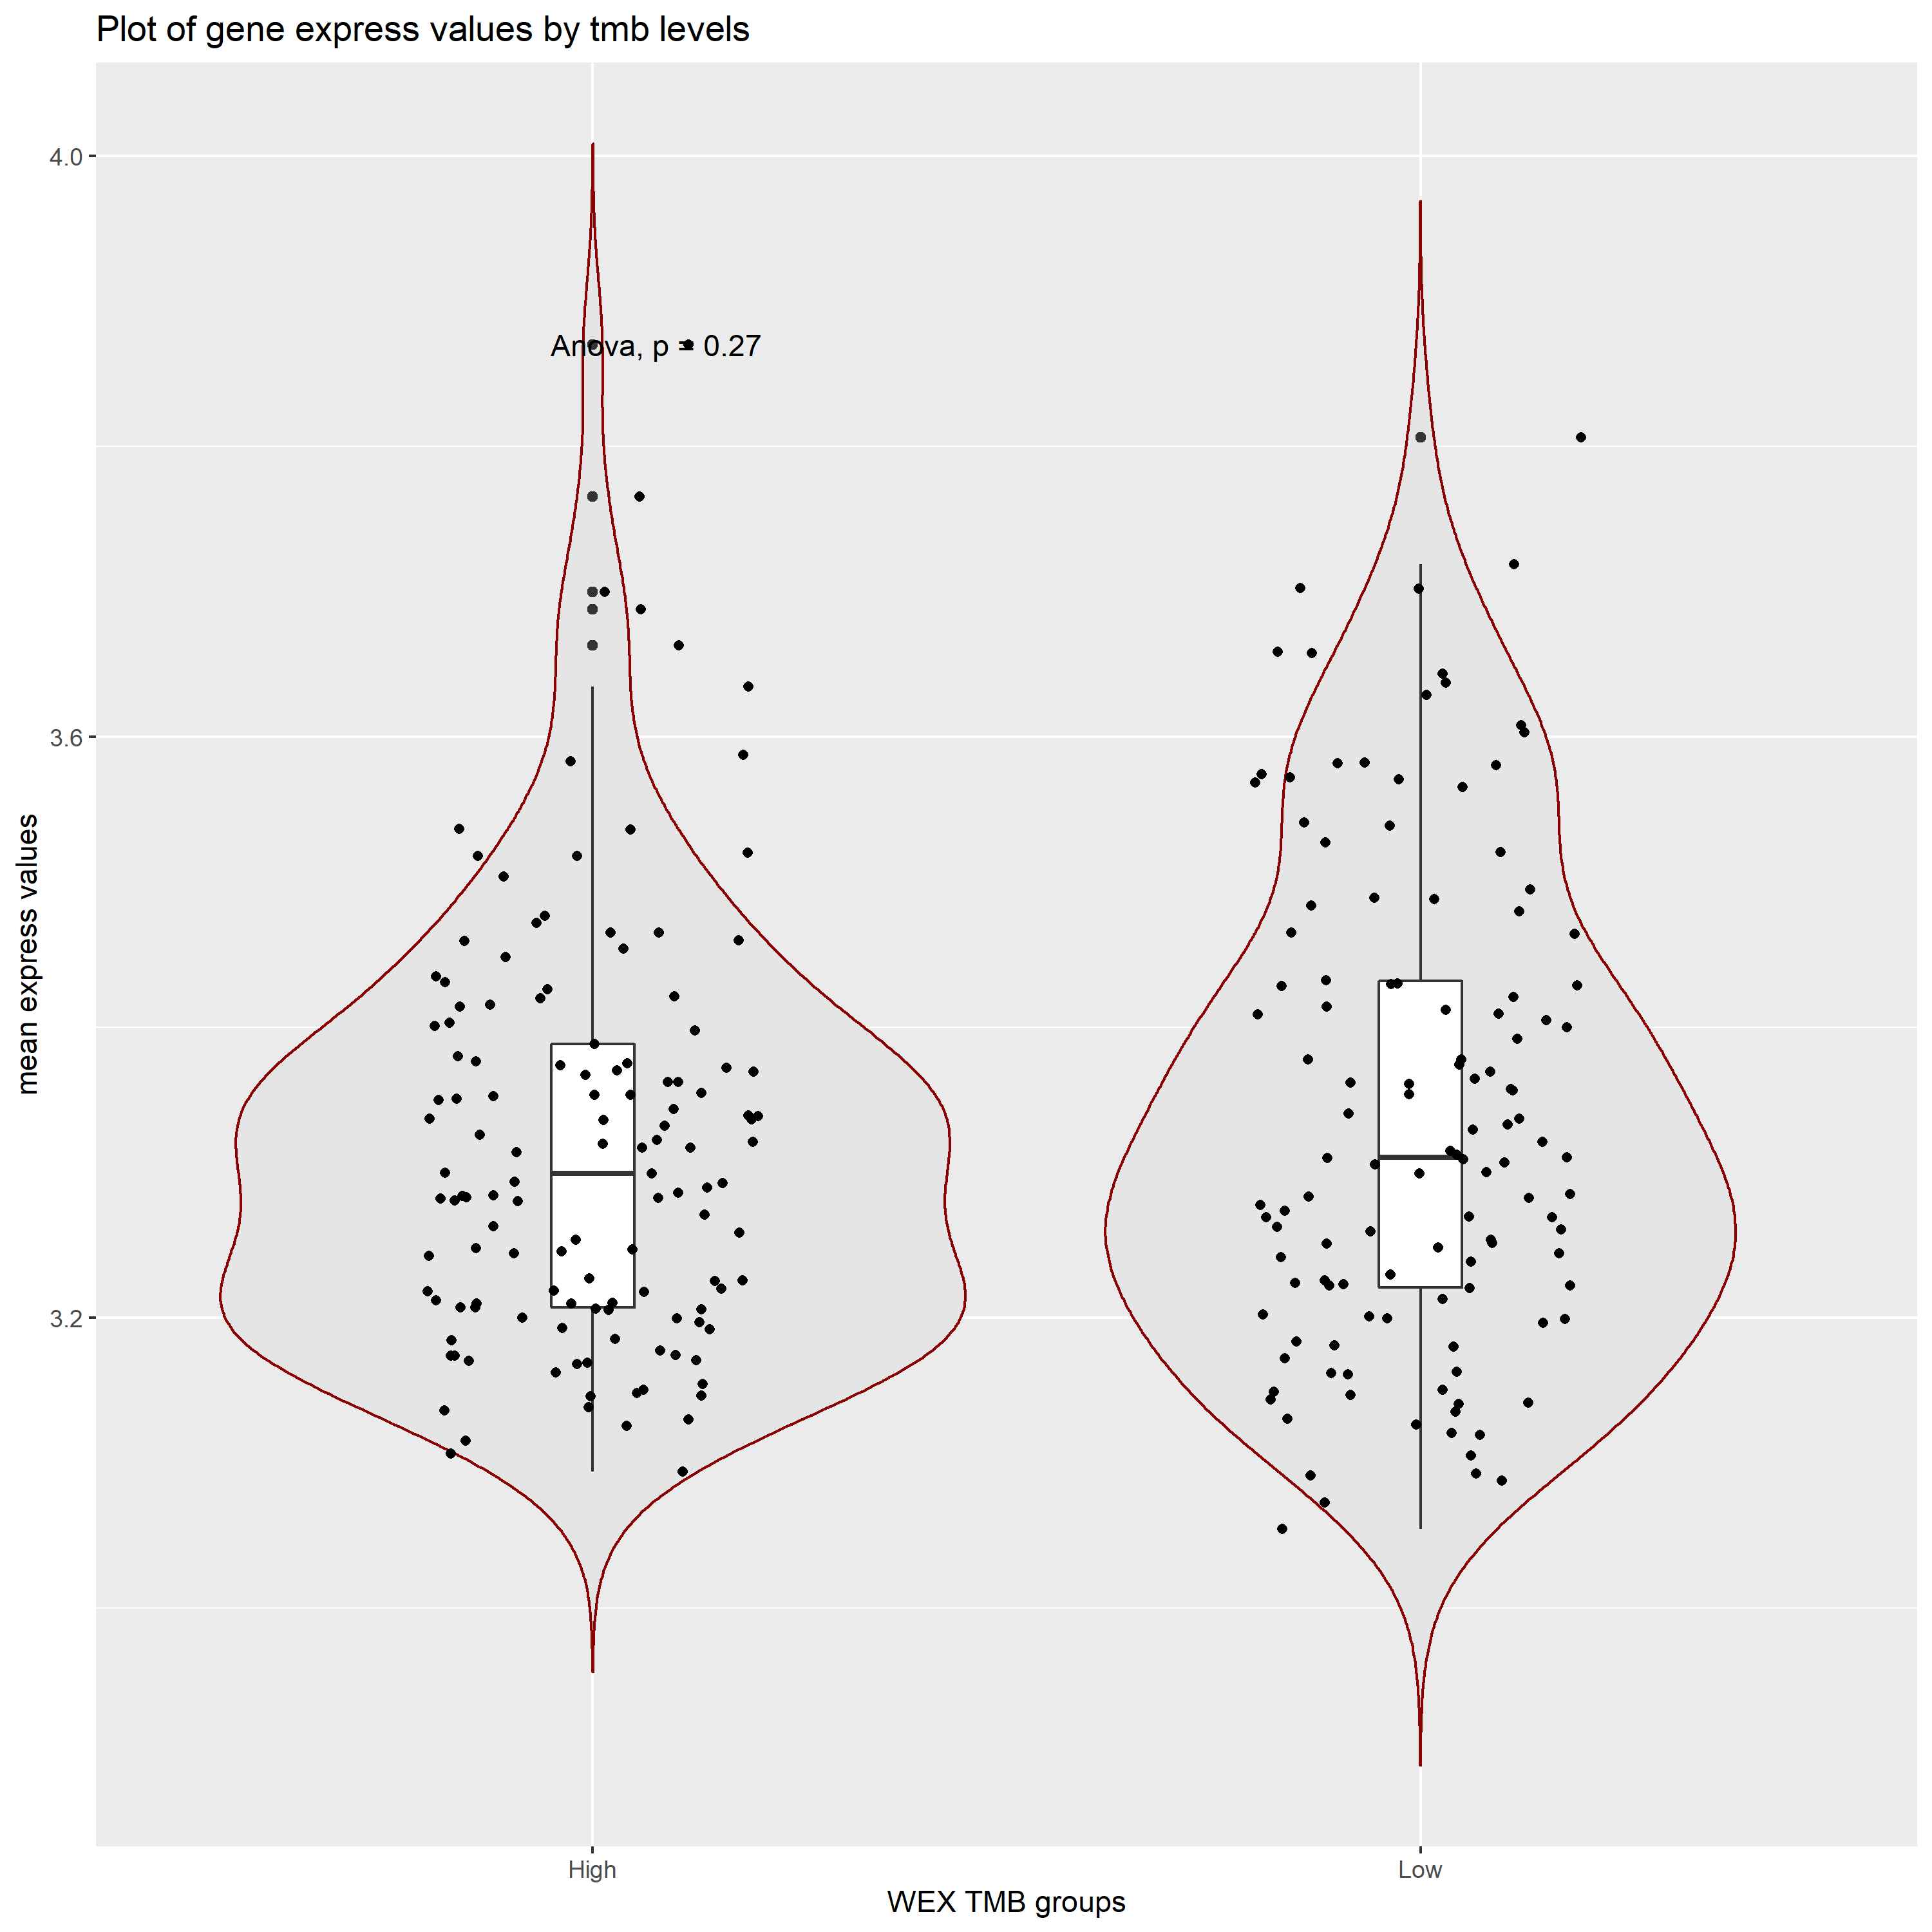 Plot of gene express values by tmb levels
4.0
Anova, p = 0.27
3.6
mean express values
3.2
High
Low
WEX TMB groups